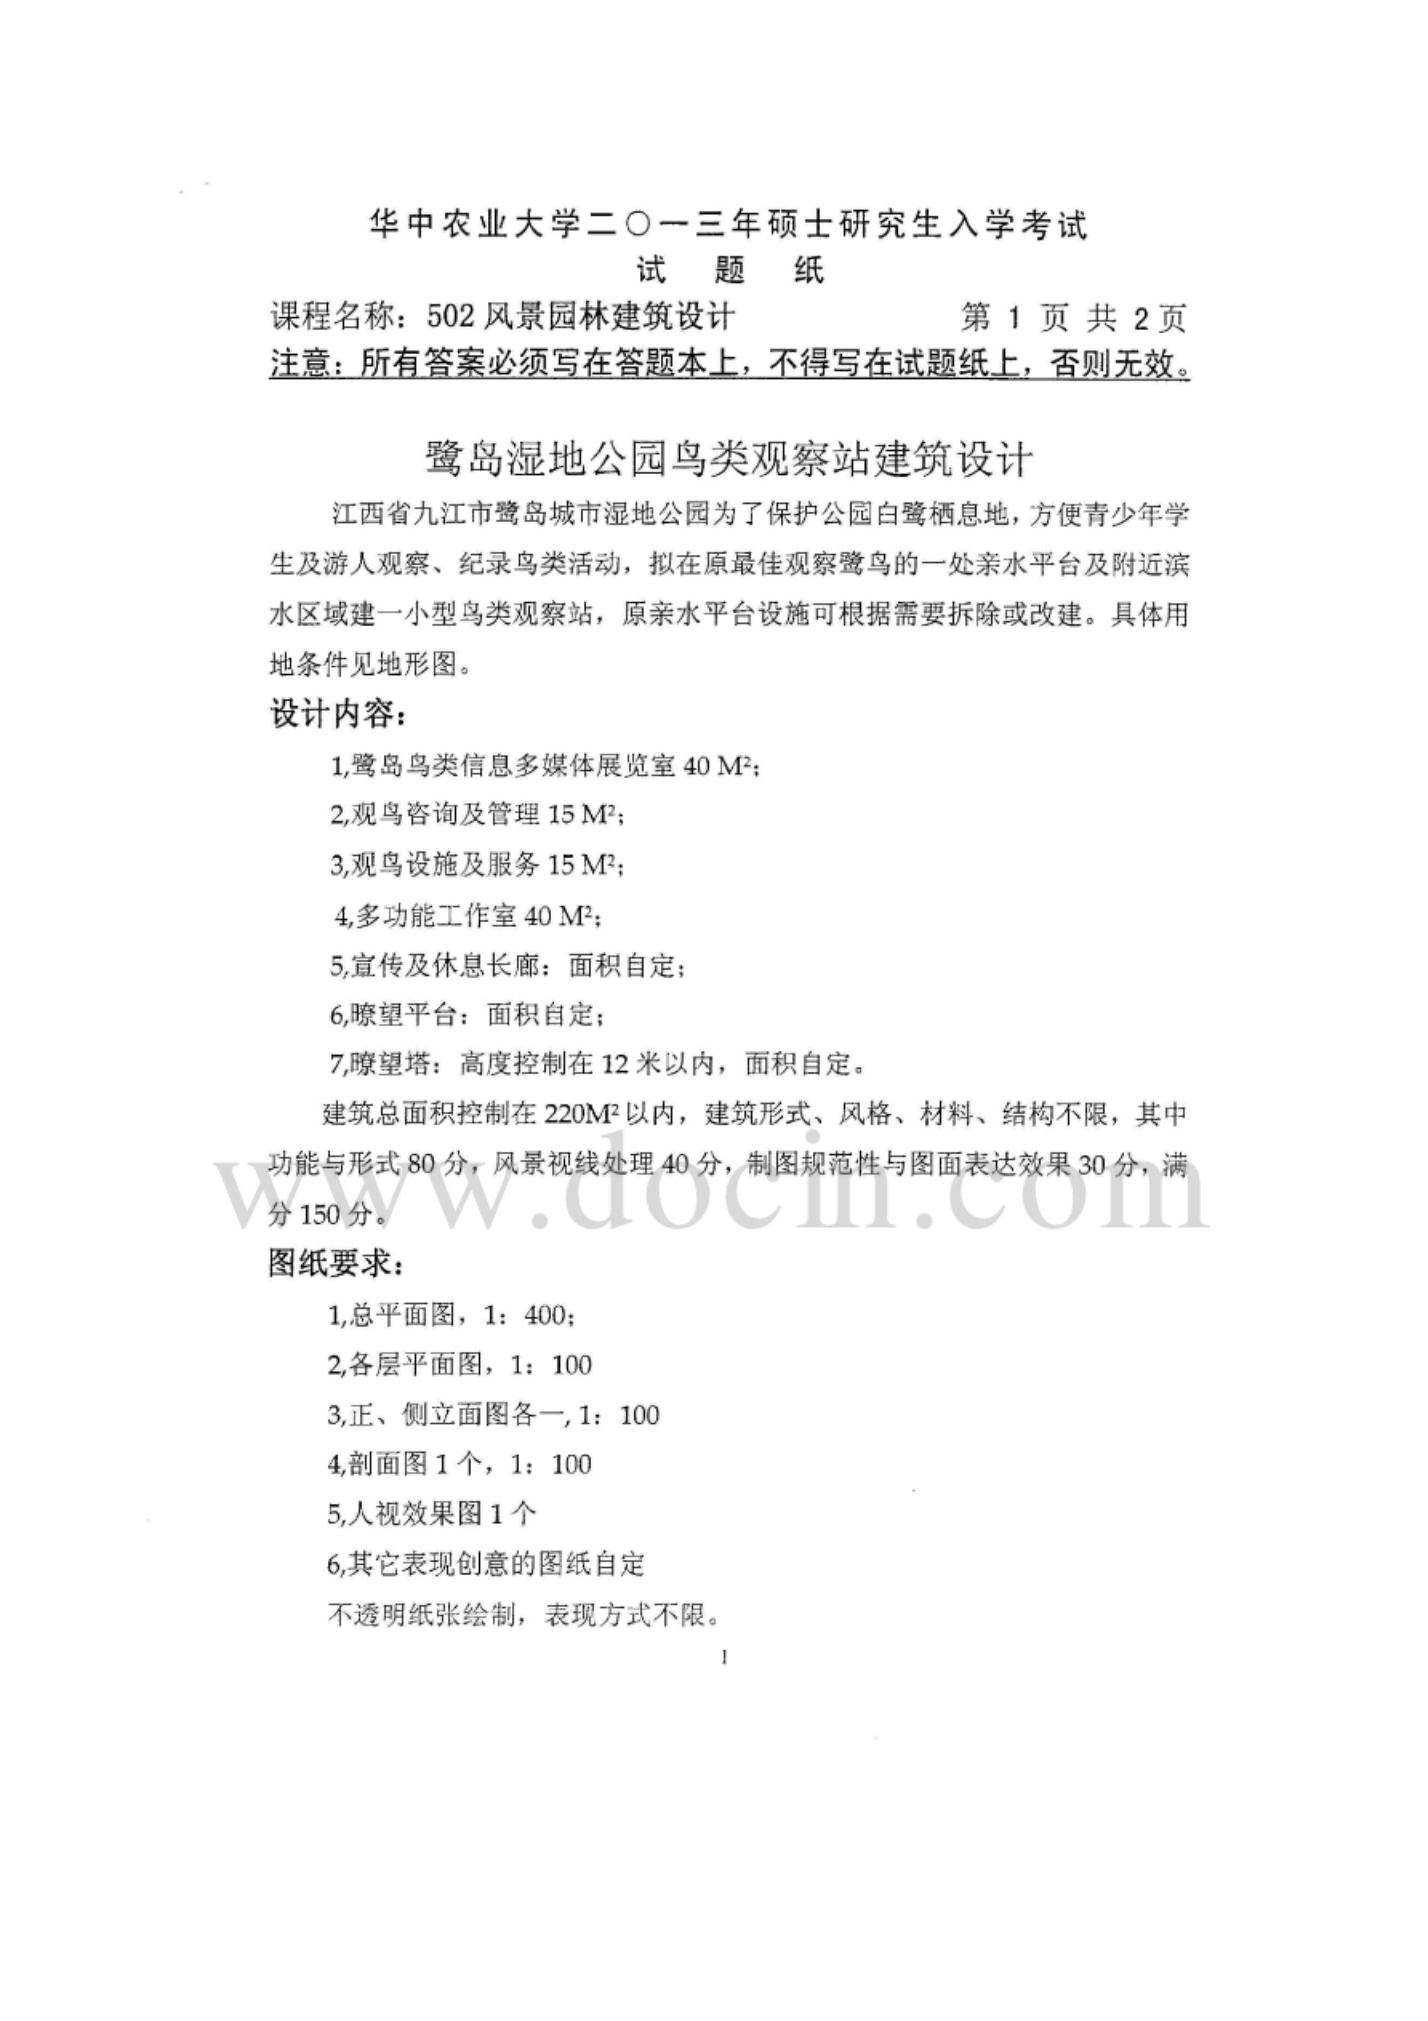 华中农业大学二〇一三年硕士研究生入学考试
试 题 纸
课程名称：502 风景园林建筑设计 第 1 页 共 2 页
注意：所有答案必须写在答题本上，不得写在试题纸上，否则无效。
鹭岛湿地公园鸟类观察站建筑设计
江西省九江市鹭岛城市湿地公园为了保护公园白鹭栖息地，方便青少年学
生及游人观察、纪录鸟类活动，拟在原最佳观察鹭鸟的一处亲水平台及附近滨
水区域建一小型鸟类观察站，原亲水平台设施可根据需要拆除或改建。具体用
地条件见地形图。
设计内容：
1,鹭岛鸟类信息多媒体展览室 40 M²；
2,观鸟咨询及管理 15 M²；
3,观鸟设施及服务 15 M²；
4,多功能工作室 40 M²；
5,宣传及休息长廊：面积自定；
6,瞭望平台：面积自定；
7,瞭望塔：高度控制在 12 米以内，面积自定。
建筑总面积控制在 220M² 以内，建筑形式、风格、材料、结构不限，其中
功能与形式 80 分，风景视线处理 40 分，制图规范性与图面表达效果 30 分，满
分 150 分。
www.docin.com
图纸要求：
1,总平面图，1：400；
2,各层平面图，1：100
3,正、侧立面图各一, 1：100
4,剖面图 1 个，1：100
5,人视效果图 1 个
6,其它表现创意的图纸自定
不透明纸张绘制，表现方式不限。
1